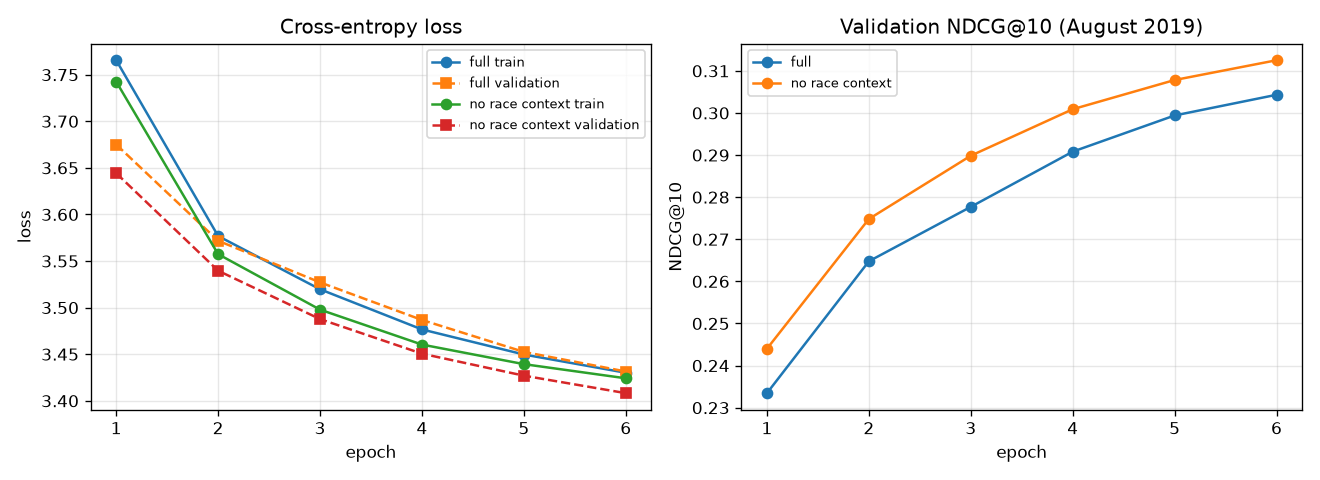 Cross-entropy loss
3.75
3.70
3.65
3.60
3.55
3.50
3.45
3.40
loss
1 2 3 4 5 6
epoch
full train
full validation
no race context train
no race context validation
Validation NDCG@10 (August 2019)
0.31
0.30
0.29
0.28
0.27
0.26
0.25
0.24
0.23
NDCG@10
1 2 3 4 5 6
epoch
full
no race context